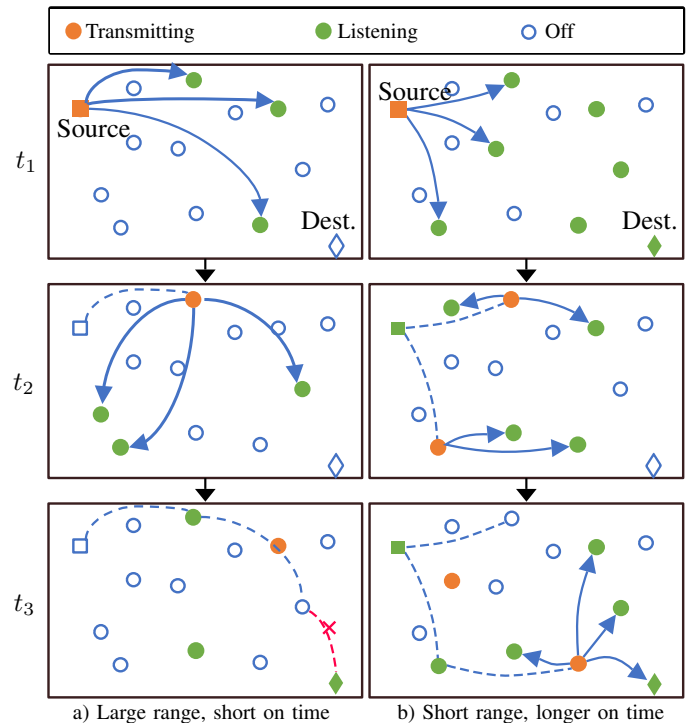 Transmitting Listening Off
Source
Source
t1
Dest.
Dest.
t2
t3
a) Large range, short on time
b) Short range, longer on time